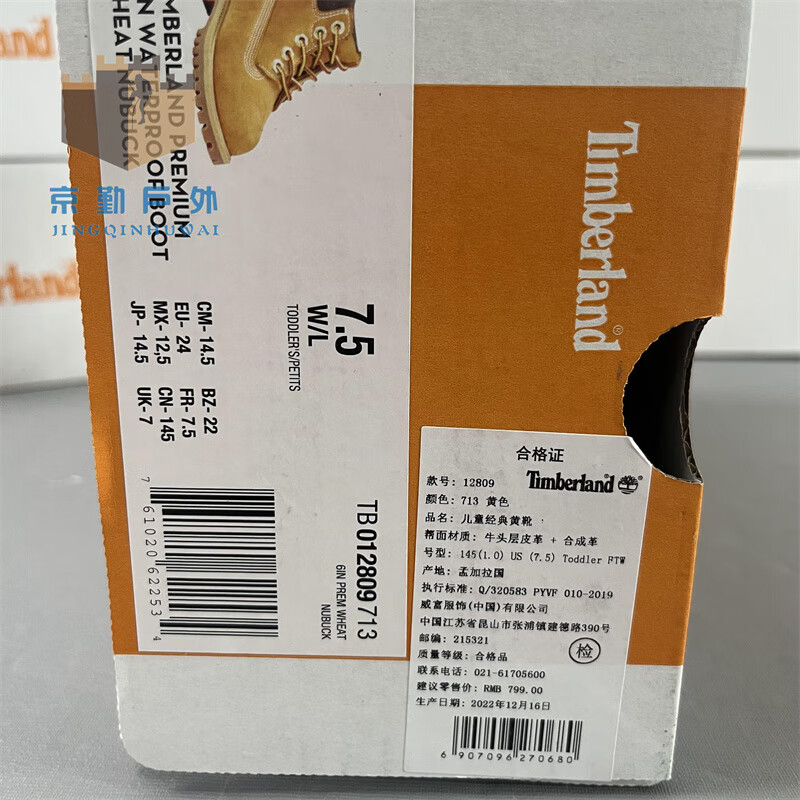 MBERLAND PREMIUM
N WATERPROOF BOOT
HEAT NUBUCK
京勤户外
JINGQINHUWAI
7.5
W/L
TODDLER'S/PETITS
CM- 14.5 BZ- 22
EU- 24 FR- 7.5
MX- 12,5 CN- 145
JP- 14.5 UK- 7
7 61020 62253 4
TB012809 713
6IN PREM WHEAT
NUBUCK
Timberland®
合格证
款号: 12809 Timberland
颜色: 713 黄色
品名: 儿童经典黄靴
帮面材质: 牛头层皮革 + 合成革
号型: 145(1.0) US (7.5) Toddler FTW
产地: 孟加拉国
执行标准: Q/320583 PYVF 010-2019
威富服饰(中国)有限公司
中国江苏省昆山市张浦镇建德路390号
邮编: 215321
质量等级: 合格品
检
联系电话: 021-61705600
建议零售价: RMB 799.00
生产日期: 2022年12月16日
6 907096 270680
land
rland